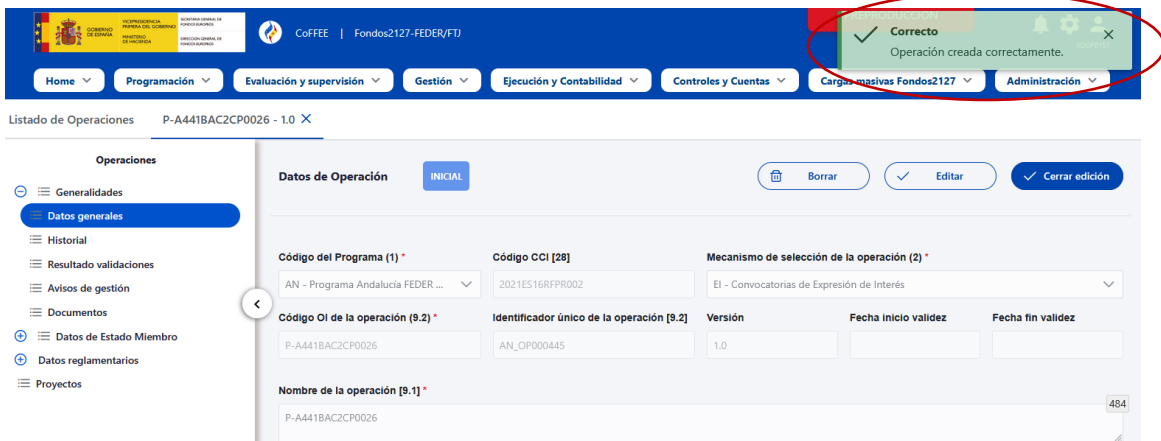 GOBIERNO DE ESPAÑA
VICEPRESIDENCIA PRIMERA DEL GOBIERNO
MINISTERIO DE HACIENDA
SECRETARÍA GENERAL DE FONDOS EUROPEOS
DIRECCIÓN GENERAL DE FONDOS EUROPEOS
CoFFEE | Fondos2127-FEDER/FTJ
REPRODUCCION
Correcto
Operación creada correctamente.
Home Programación Evaluación y supervisión Gestión Ejecución y Contabilidad Controles y Cuentas Cargas masivas Fondos2127 Administración
Listado de Operaciones P-A441BAC2CP0026 - 1.0
Operaciones
Generalidades
Datos generales
Historial
Resultado validaciones
Avisos de gestión
Documentos
Datos de Estado Miembro
Datos reglamentarios
Proyectos
Datos de Operación INICIAL Borrar Editar Cerrar edición
Código del Programa (1) * Código CCI [28] Mecanismo de selección de la operación (2) *
AN - Programa Andalucía FEDER ... 2021ES16RFPR002 EI - Convocatorias de Expresión de Interés
Código OI de la operación (9.2) * Identificador único de la operación [9.2] Versión Fecha inicio validez Fecha fin validez
P-A441BAC2CP0026 AN_OP000445 1.0
Nombre de la operación [9.1] *
484
P-A441BAC2CP0026